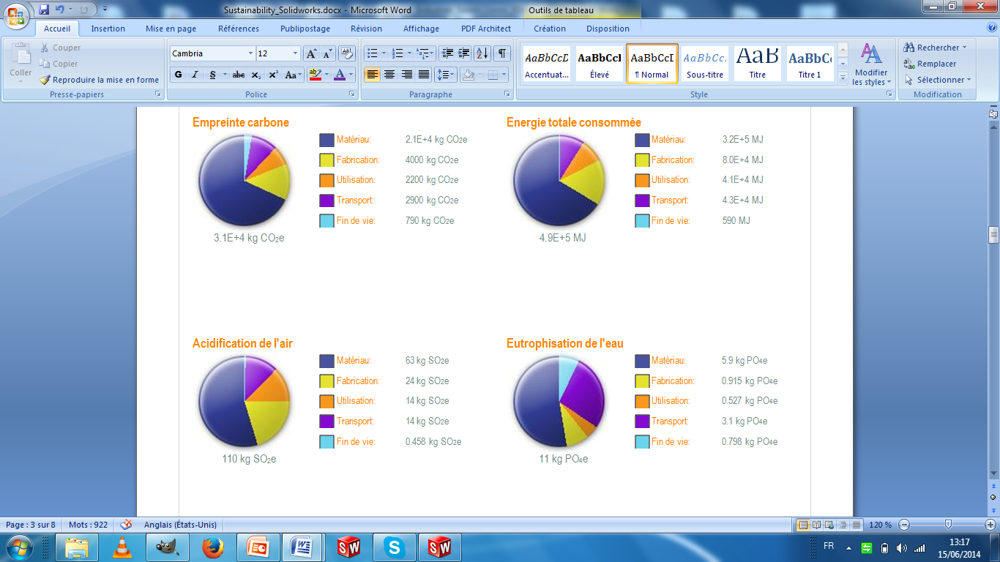 Sustainability_Solidworks.docx - Microsoft Word
Outils de tableau
Accueil Insertion Mise en page Références Publipostage Révision Affichage PDF Architect Création Disposition
Coller
Couper
Copier
Reproduire la mise en forme
Presse-papiers
Cambria 12
G I S abc x₂ x² Aa
Police
Paragraphe
AaBbCcD AaBbCcI AaBbCcI AaBbCc. AaB AaBbC
Accentuat... Élevé ¶ Normal Sous-titre Titre Titre 1
Modifier les styles
Style
Rechercher
Remplacer
Sélectionner
Modification
Empreinte carbone
Matériau: 2.1E+4 kg CO₂e
Fabrication: 4000 kg CO₂e
Utilisation: 2200 kg CO₂e
Transport: 2900 kg CO₂e
Fin de vie: 790 kg CO₂e
3.1E+4 kg CO₂e
Energie totale consommée
Matériau: 3.2E+5 MJ
Fabrication: 8.0E+4 MJ
Utilisation: 4.1E+4 MJ
Transport: 4.3E+4 MJ
Fin de vie: 590 MJ
4.9E+5 MJ
Acidification de l'air
Matériau: 63 kg SO₂e
Fabrication: 24 kg SO₂e
Utilisation: 14 kg SO₂e
Transport: 14 kg SO₂e
Fin de vie: 0.458 kg SO₂e
110 kg SO₂e
Eutrophisation de l'eau
Matériau: 5.9 kg PO₄e
Fabrication: 0.915 kg PO₄e
Utilisation: 0.527 kg PO₄e
Transport: 3.1 kg PO₄e
Fin de vie: 0.798 kg PO₄e
11 kg PO₄e
Page : 3 sur 8 Mots : 922 Anglais (États-Unis) 120 %
FR
13:17
15/06/2014